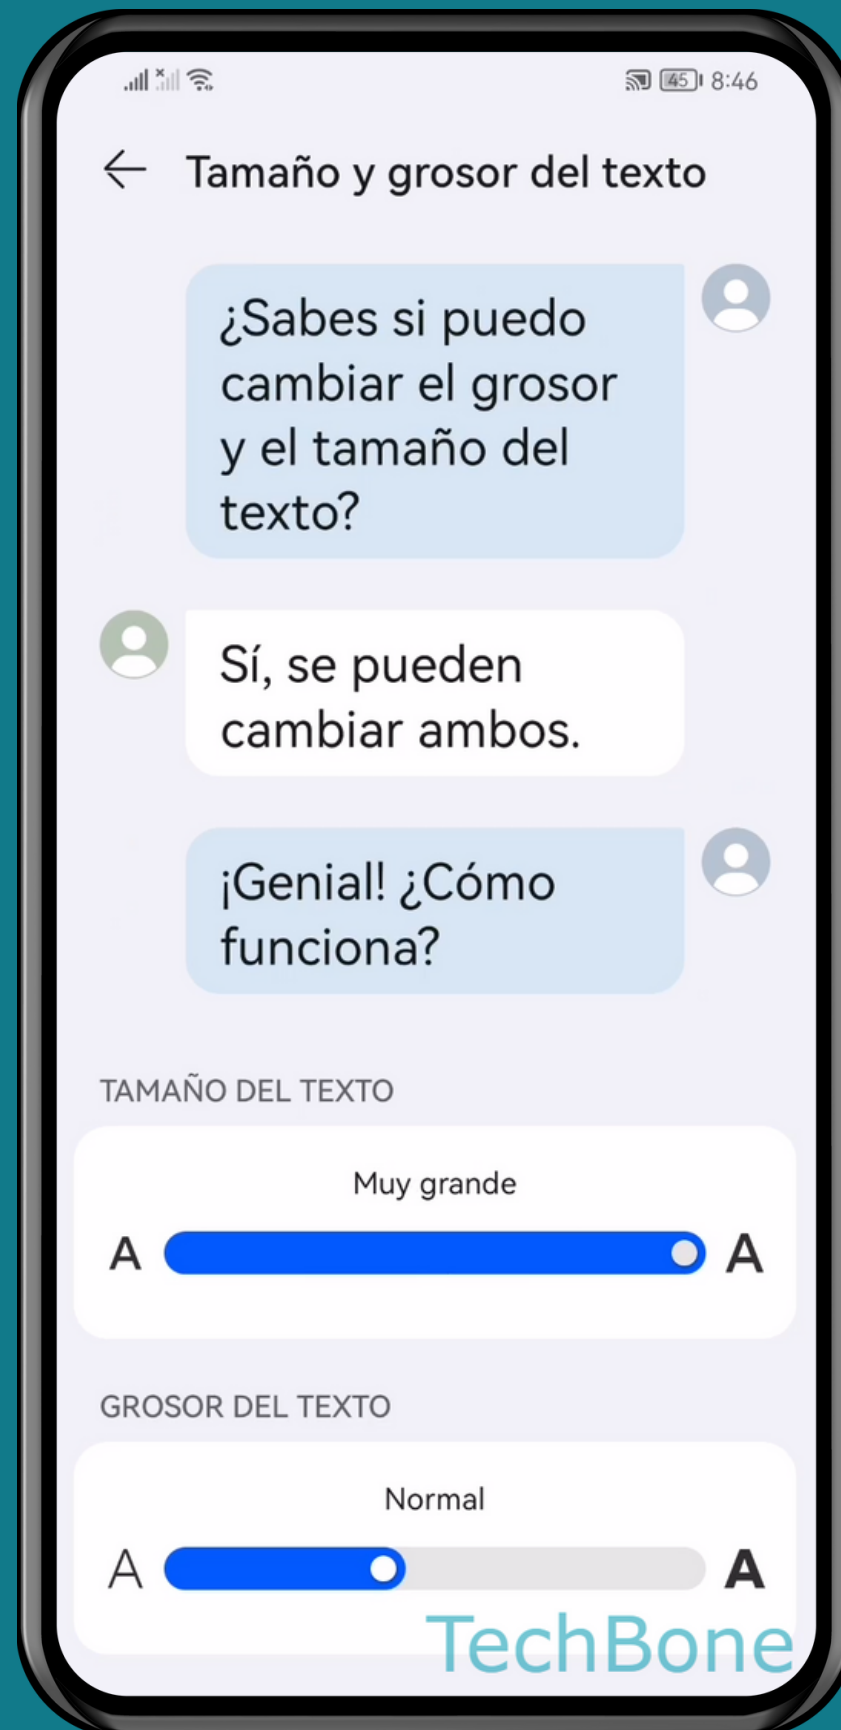 45 8:46
Tamaño y grosor del texto
¿Sabes si puedo
cambiar el grosor
y el tamaño del
texto?
Sí, se pueden
cambiar ambos.
¡Genial! ¿Cómo
funciona?
TAMAÑO DEL TEXTO
Muy grande
A A
GROSOR DEL TEXTO
Normal
A A
TechBone